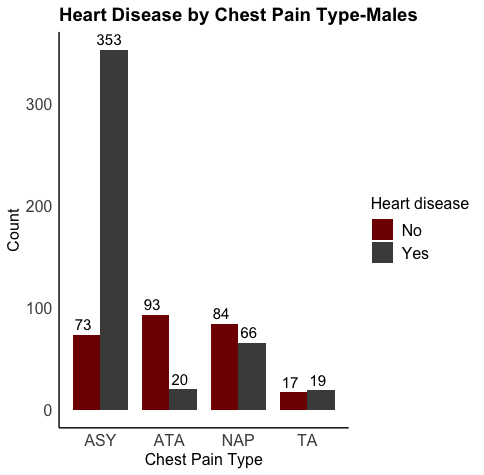 Heart Disease by Chest Pain Type-Males
353
300
200
100
0
Count
73
93
20
84
66
17
19
ASY
ATA
NAP
TA
Chest Pain Type
Heart disease
No
Yes